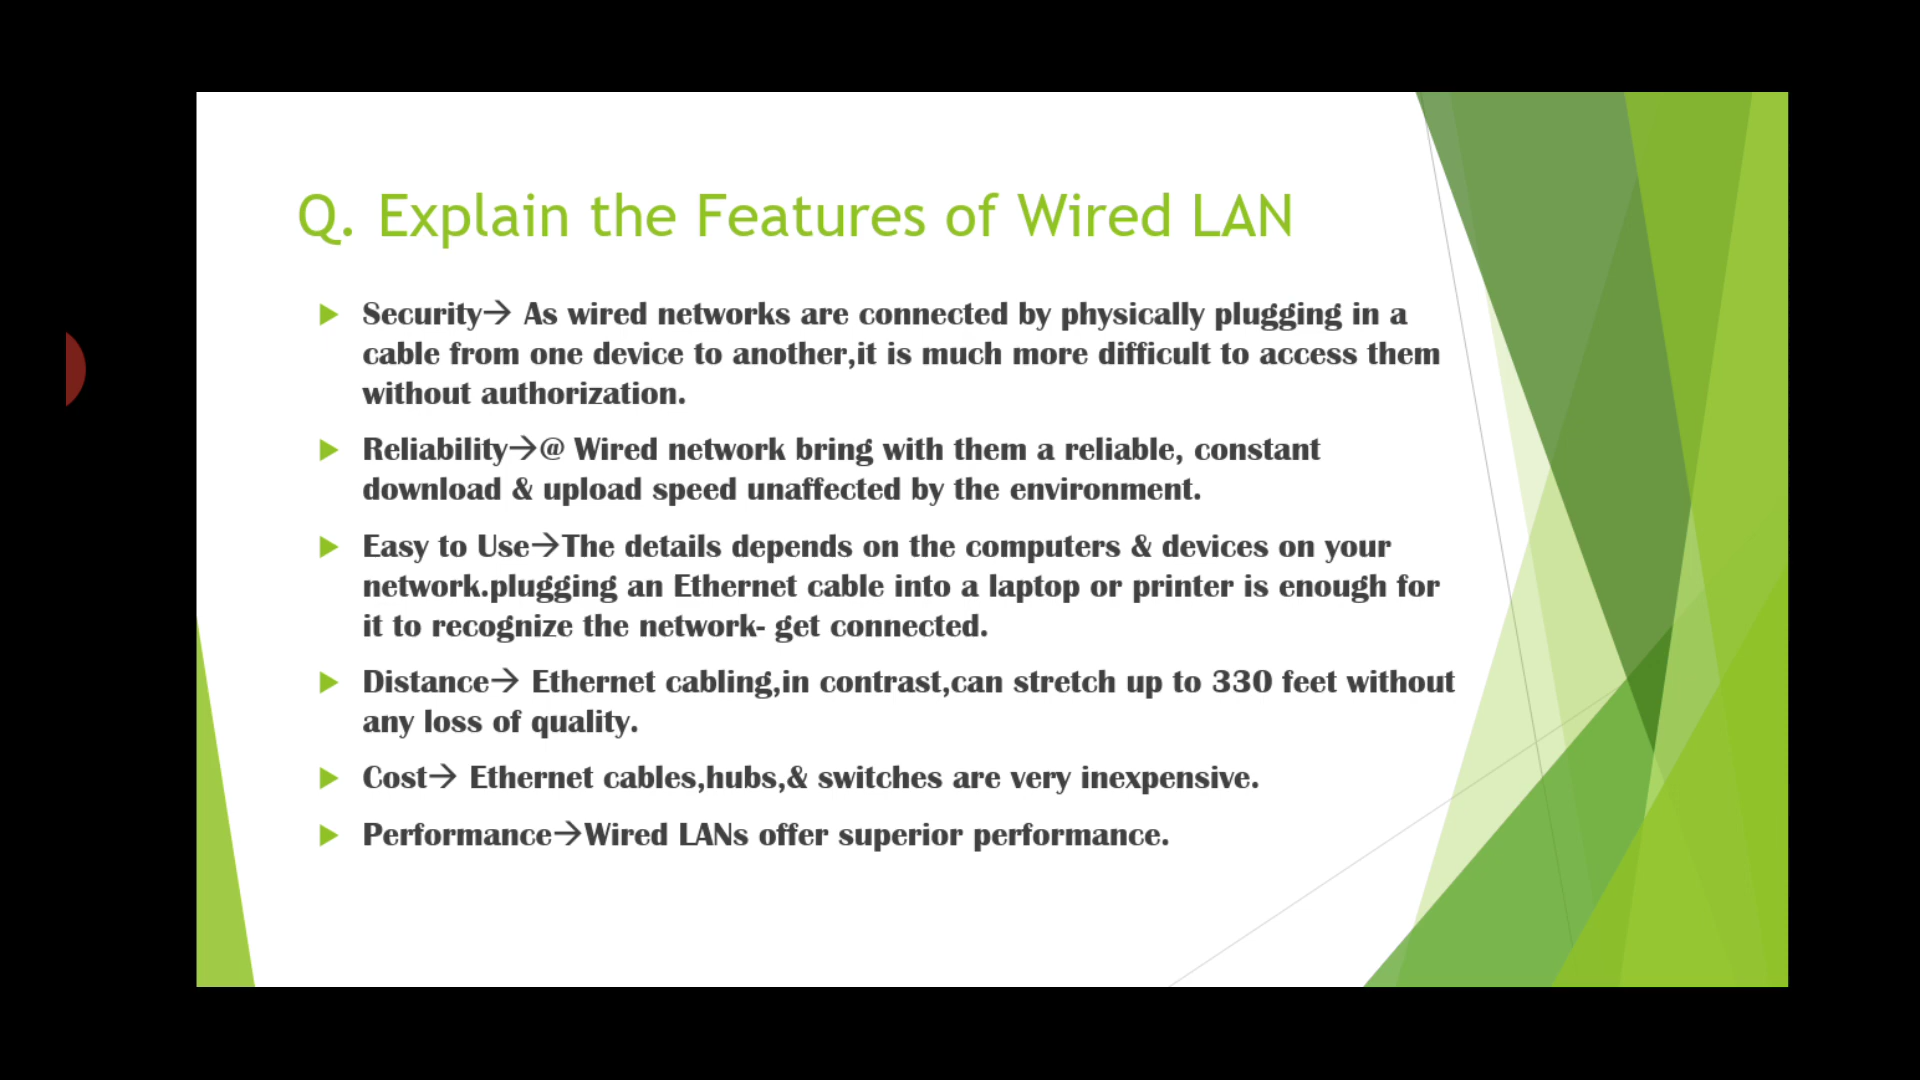 Q. Explain the Features of Wired LAN
Security→ As wired networks are connected by physically plugging in a
cable from one device to another,it is much more difficult to access them
without authorization.
Reliability→@ Wired network bring with them a reliable, constant
download & upload speed unaffected by the environment.
Easy to Use→The details depends on the computers & devices on your
network.plugging an Ethernet cable into a laptop or printer is enough for
it to recognize the network- get connected.
Distance→ Ethernet cabling,in contrast,can stretch up to 330 feet without
any loss of quality.
Cost→ Ethernet cables,hubs,& switches are very inexpensive.
Performance→Wired LANs offer superior performance.